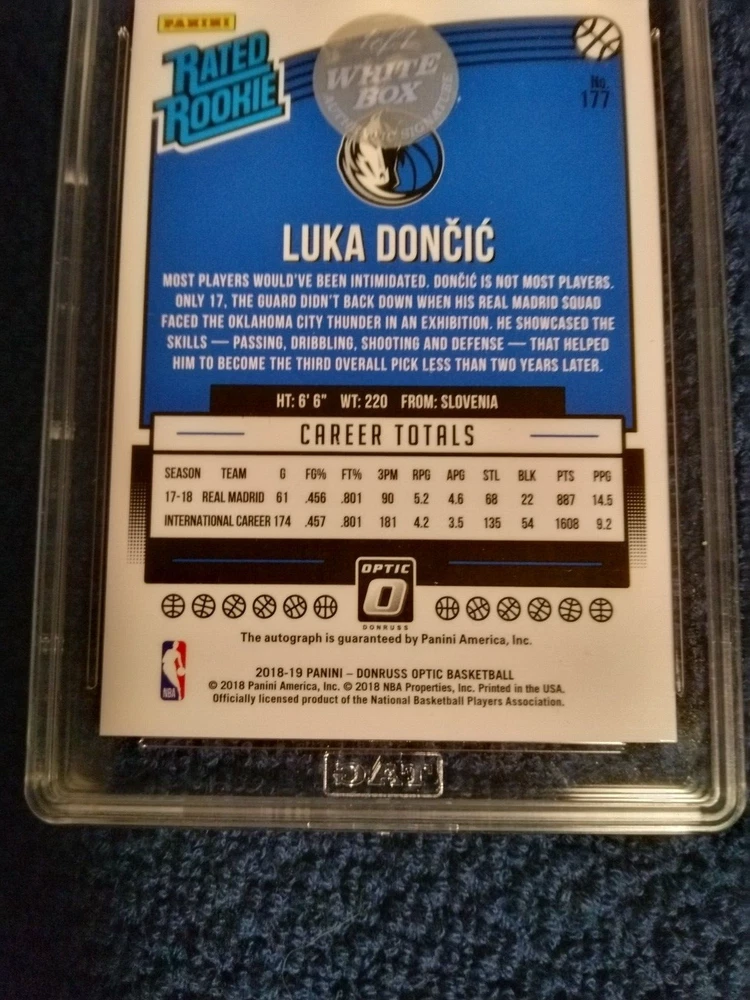 PANINI
RATED
ROOKIE
1 of 1
WHITE
BOX
AUTHENTIC SIGNATURE
No.
177
LUKA DONČIĆ
MOST PLAYERS WOULD'VE BEEN INTIMIDATED. DONČIĆ IS NOT MOST PLAYERS.
ONLY 17, THE GUARD DIDN'T BACK DOWN WHEN HIS REAL MADRID SQUAD
FACED THE OKLAHOMA CITY THUNDER IN AN EXHIBITION. HE SHOWCASED THE
SKILLS — PASSING, DRIBBLING, SHOOTING AND DEFENSE — THAT HELPED
HIM TO BECOME THE THIRD OVERALL PICK LESS THAN TWO YEARS LATER.
HT: 6' 6" WT: 220 FROM: SLOVENIA
CAREER TOTALS
SEASON TEAM G FG% FT% 3PM RPG APG STL BLK PTS PPG
17-18 REAL MADRID 61 .456 .801 90 5.2 4.6 68 22 887 14.5
INTERNATIONAL CAREER 174 .457 .801 181 4.2 3.5 135 54 1608 9.2
OPTIC
O
DONRUSS
The autograph is guaranteed by Panini America, Inc.
NBA
2018-19 PANINI – DONRUSS OPTIC BASKETBALL
© 2018 Panini America, Inc. © 2018 NBA Properties, Inc. Printed in the USA.
Officially licensed product of the National Basketball Players Association.